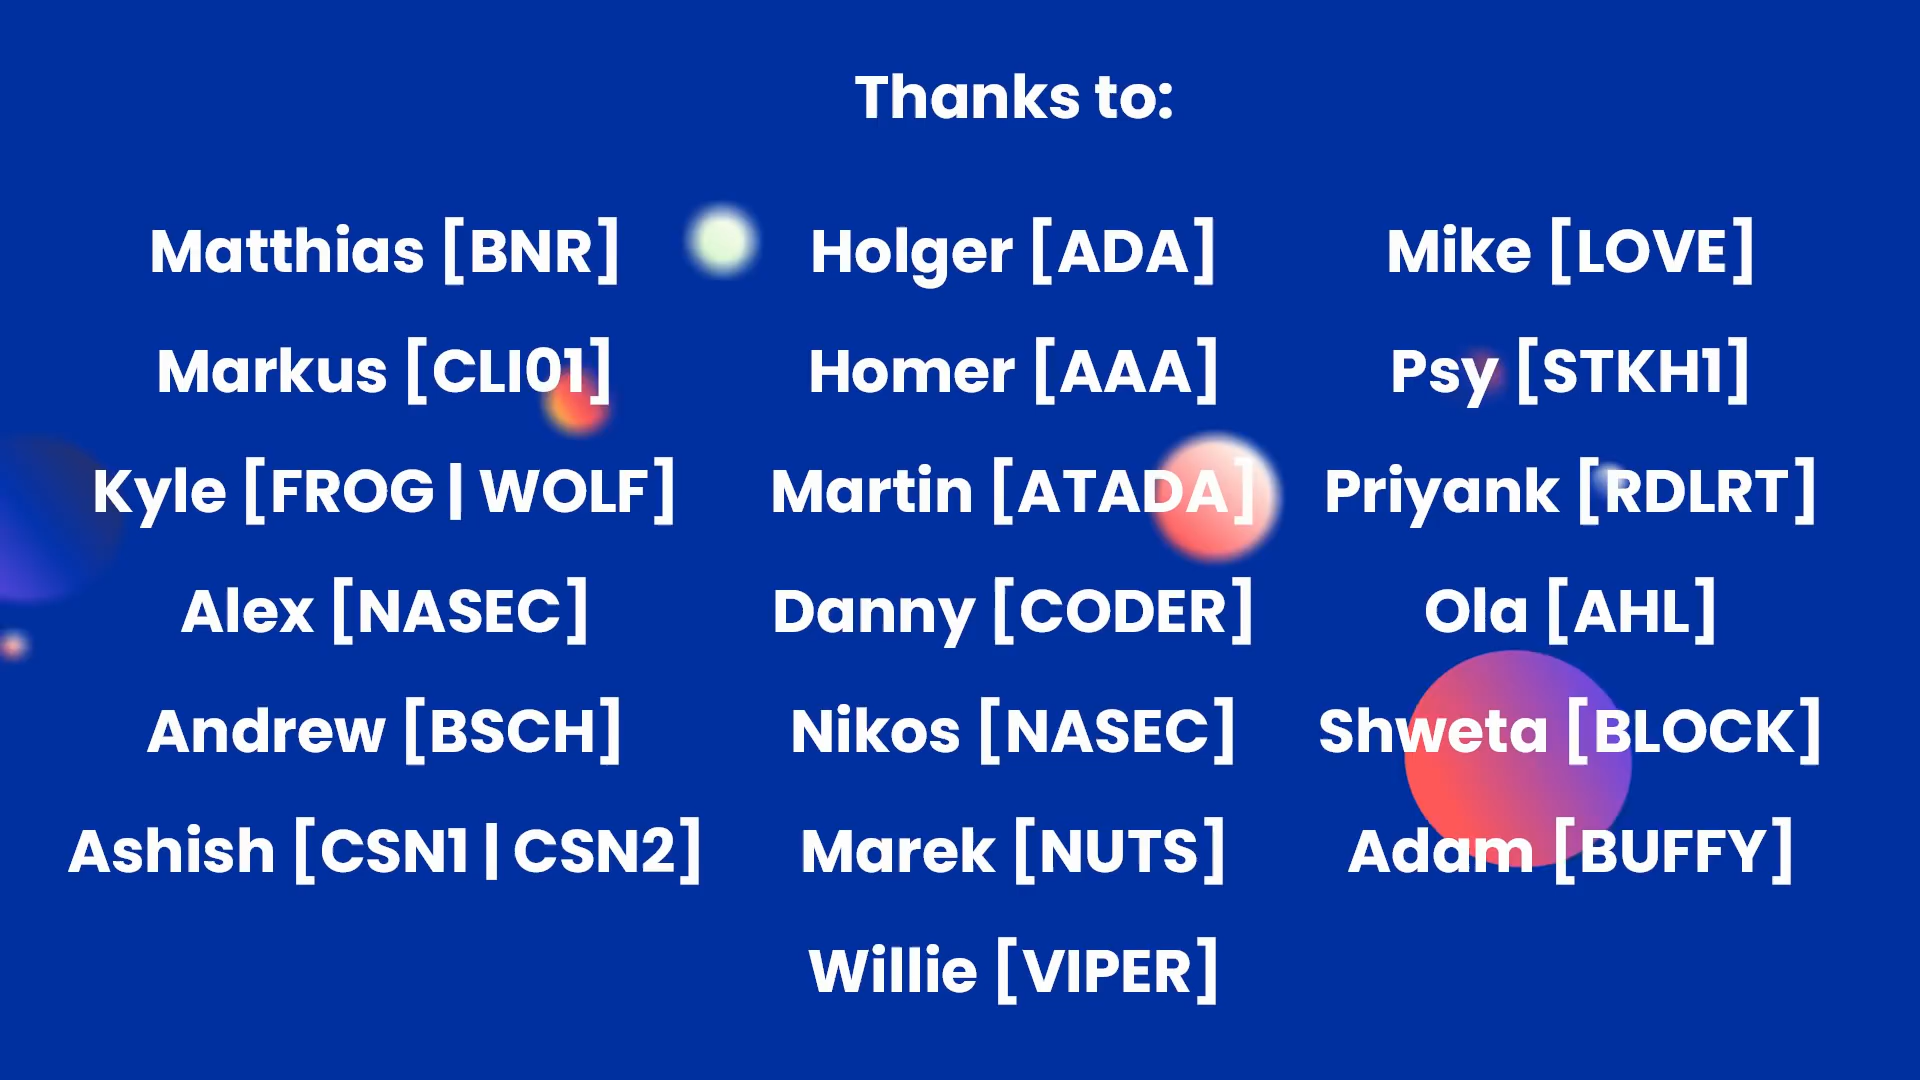 Thanks to:
Matthias [BNR]
Markus [CLI01]
Kyle [FROG | WOLF]
Alex [NASEC]
Andrew [BSCH]
Ashish [CSN1 | CSN2]
Holger [ADA]
Homer [AAA]
Martin [ATADA]
Danny [CODER]
Nikos [NASEC]
Marek [NUTS]
Willie [VIPER]
Mike [LOVE]
Psy [STKH1]
Priyank [RDLRT]
Ola [AHL]
Shweta [BLOCK]
Adam [BUFFY]